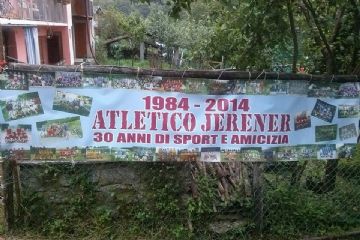 1984 - 2014
ATLETICO JERENER
30 ANNI DI SPORT E AMICIZIA